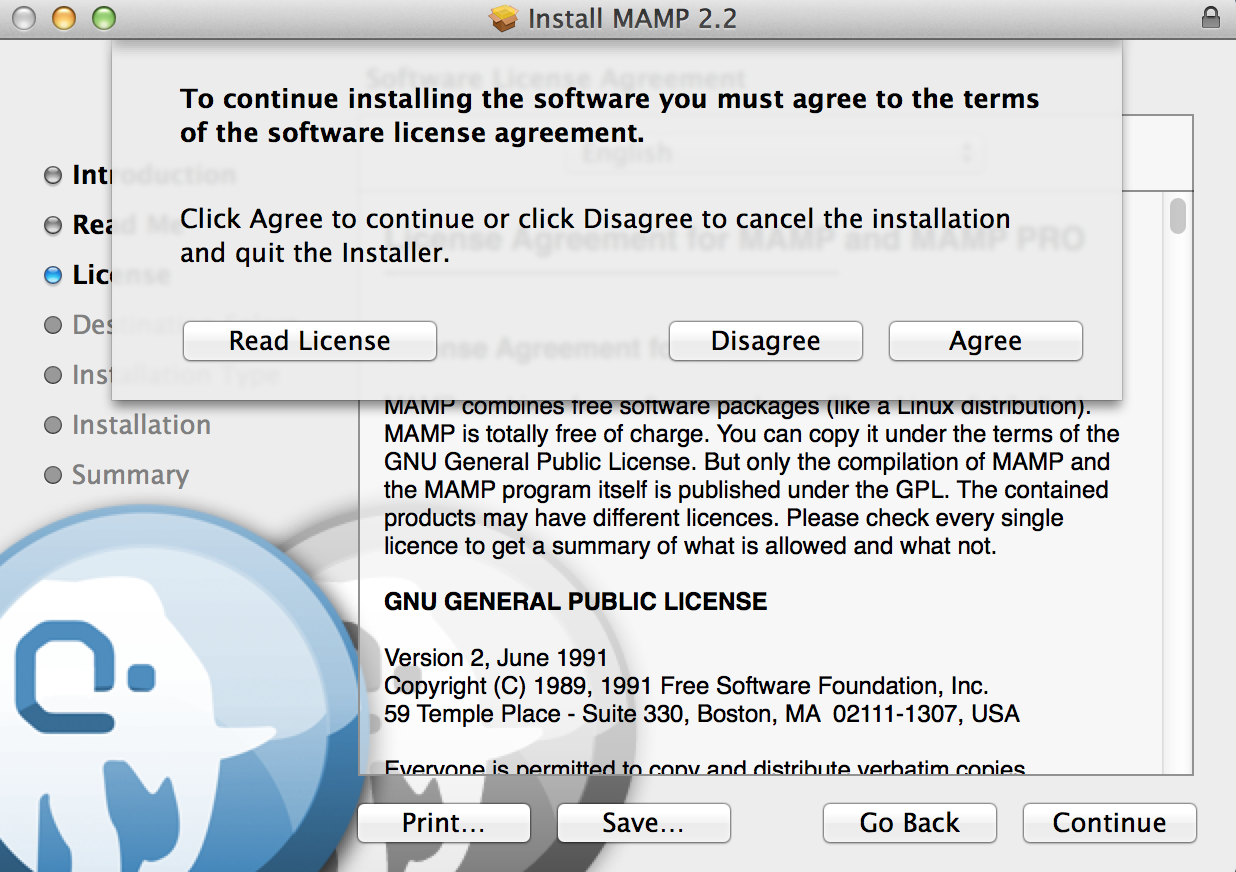 Install MAMP 2.2
Software License Agreement
To continue installing the software you must agree to the terms
of the software license agreement.
English
Click Agree to continue or click Disagree to cancel the installation
and quit the Installer.
Read License
Disagree
Agree
Introduction
Read Me
License
Destination Select
Installation Type
Installation
Summary
License Agreement for MAMP and MAMP PRO
MAMP combines free software packages (like a Linux distribution).
MAMP is totally free of charge. You can copy it under the terms of the
GNU General Public License. But only the compilation of MAMP and
the MAMP program itself is published under the GPL. The contained
products may have different licences. Please check every single
licence to get a summary of what is allowed and what not.
GNU GENERAL PUBLIC LICENSE
Version 2, June 1991
Copyright (C) 1989, 1991 Free Software Foundation, Inc.
59 Temple Place - Suite 330, Boston, MA  02111-1307, USA
Everyone is permitted to copy and distribute verbatim copies
Print...
Save...
Go Back
Continue